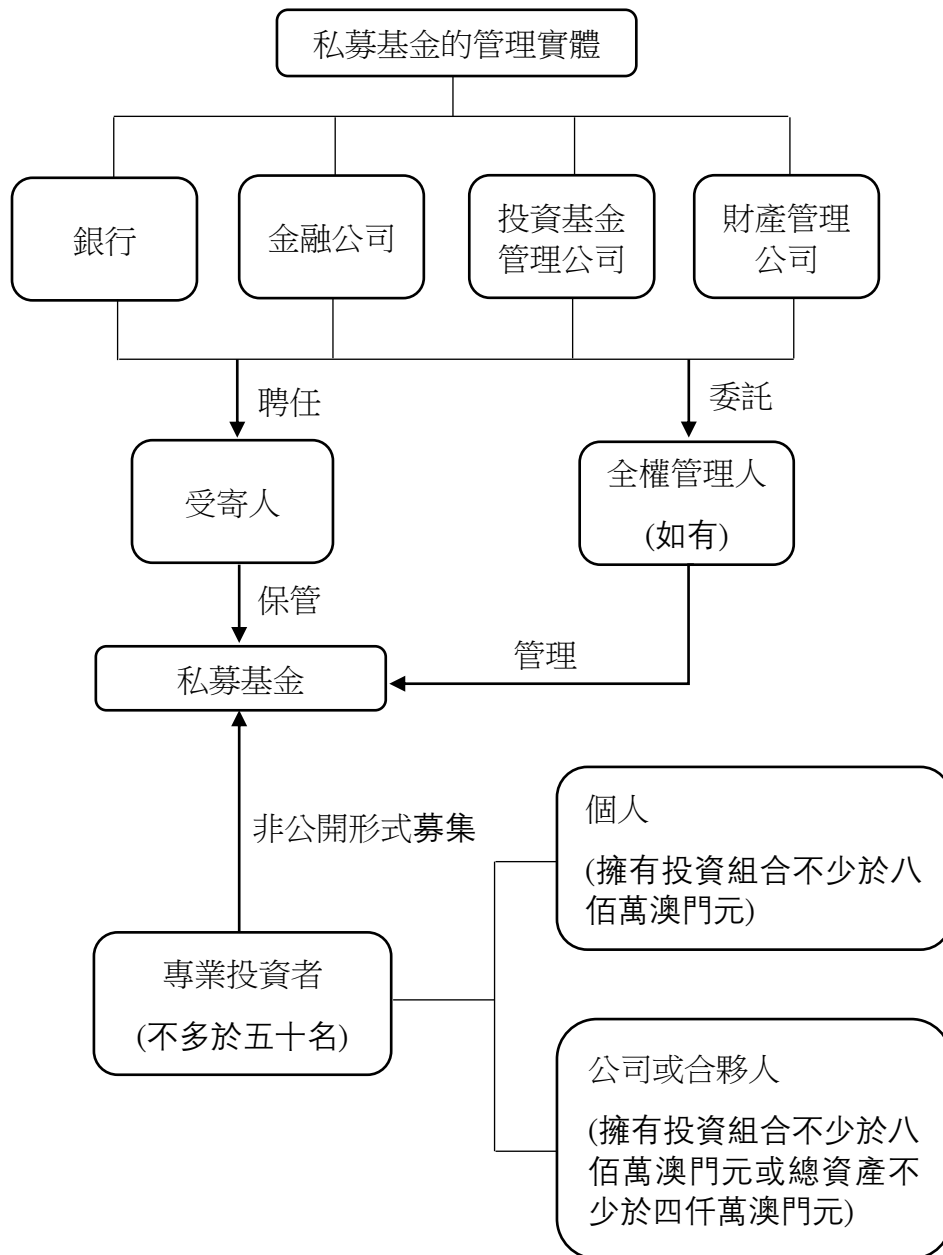 私募基金的管理實體
銀行
金融公司
投資基金
管理公司
財產管理
公司
聘任
委託
受寄人
全權管理人
(如有)
保管
管理
私募基金
非公開形式募集
個人
(擁有投資組合不少於八
佰萬澳門元)
專業投資者
(不多於五十名)
公司或合夥人
(擁有投資組合不少於八
佰萬澳門元或總資產不
少於四仟萬澳門元)